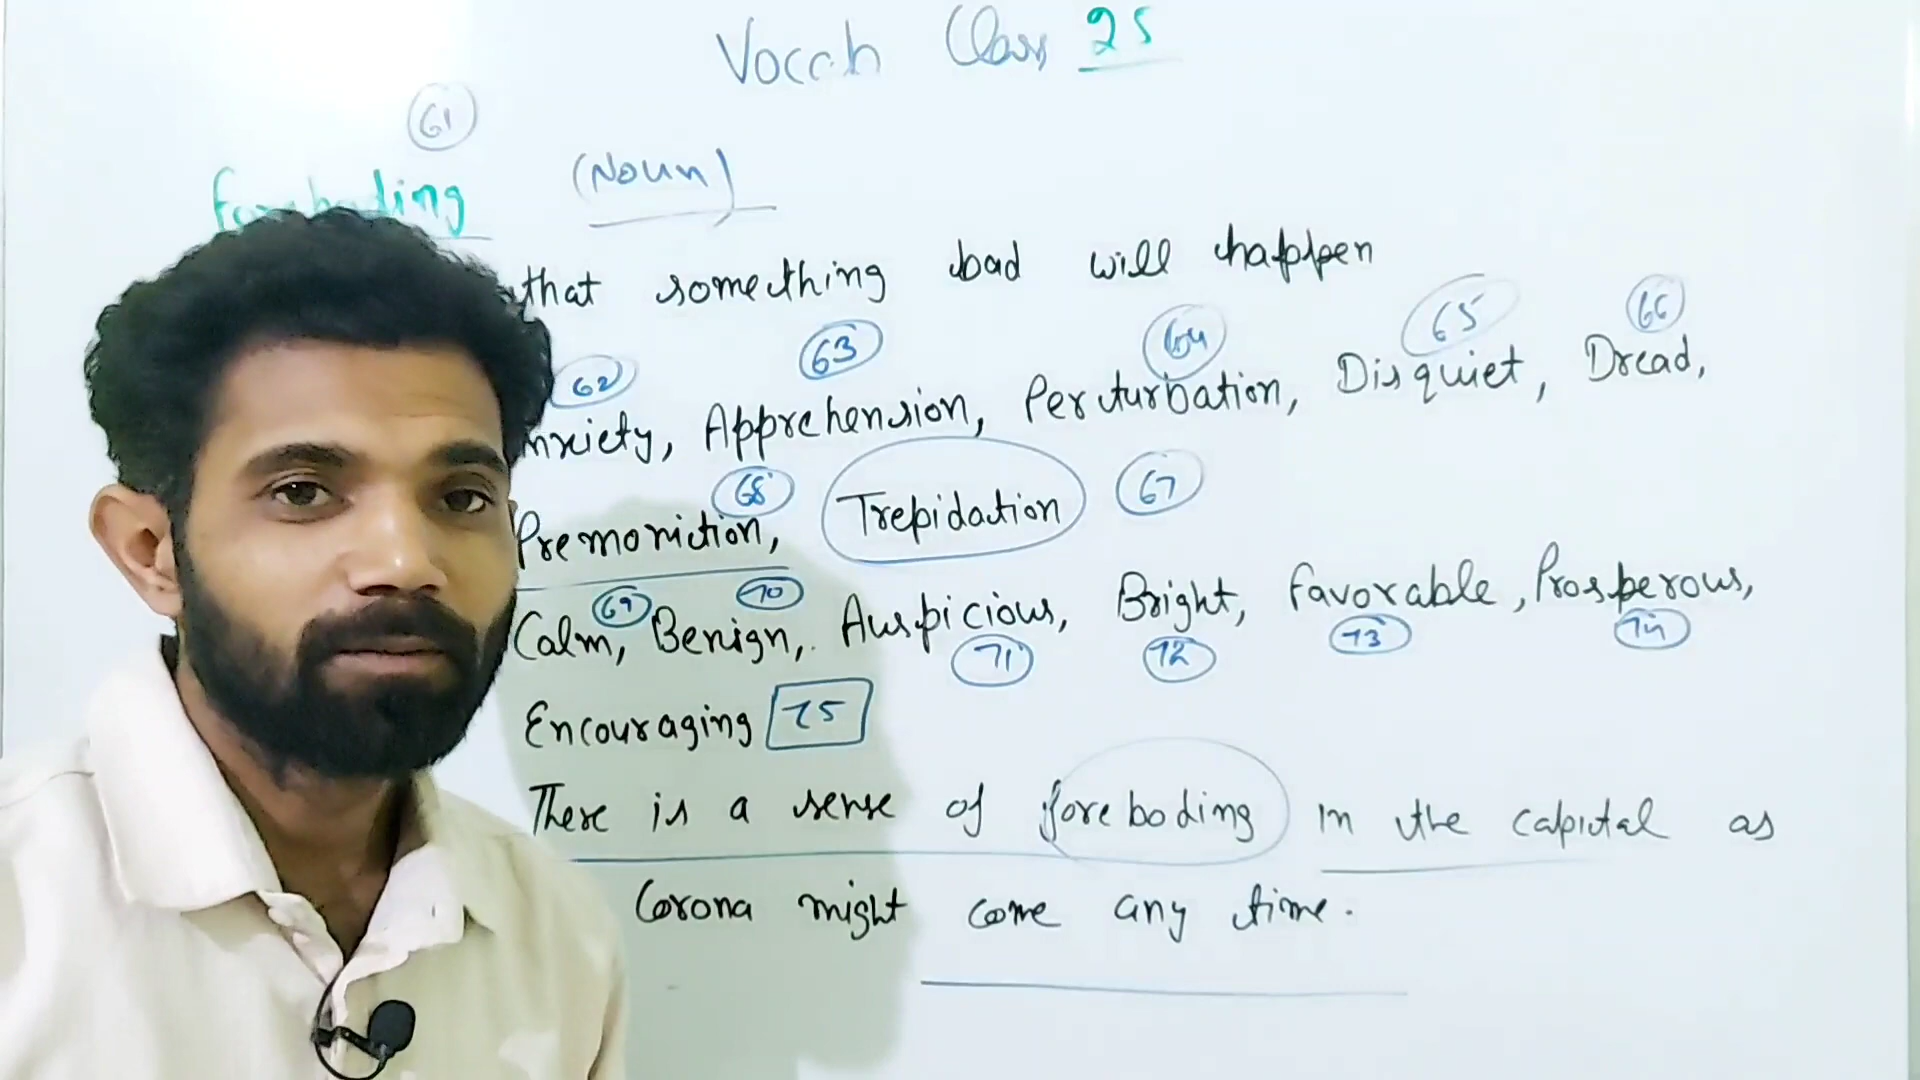 Vocab Class 25
61
Foreboding (Noun)
that something bad will happen
62 63 64 65 66
Anxiety, Apprehension, Perturbation, Disquiet, Dread,
68 67
Premonition, Trepidation
69 70
Calm, Benign, Auspicious, Bright, Favorable, Prosperous,
71 72 73 74
Encouraging 75
There is a sense of foreboding in the capital as
Corona might come any time.